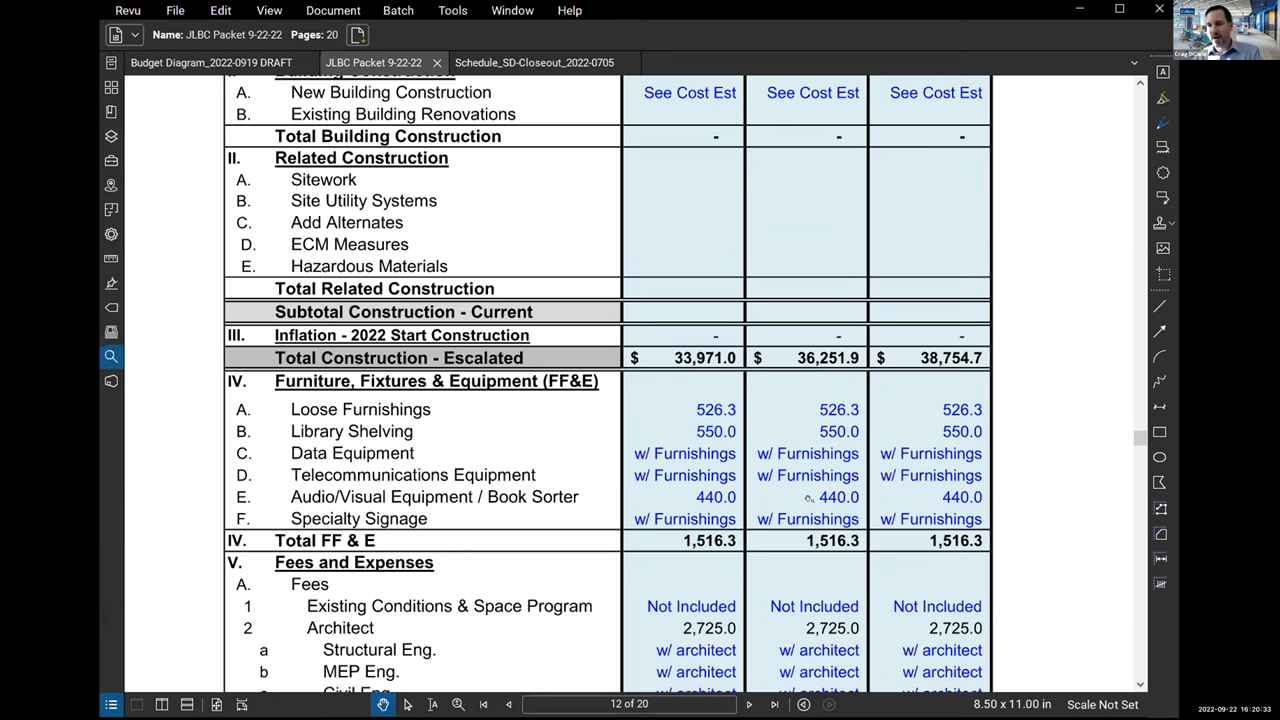 Revu File Edit View Document Batch Tools Window Help
Name: JLBC Packet 9-22-22 Pages: 20
Budget Diagram_2022-0919 DRAFT JLBC Packet 9-22-22 Schedule_SD-Closeout_2022-0705
A. New Building Construction See Cost Est See Cost Est See Cost Est
B. Existing Building Renovations
Total Building Construction - - -
II. Related Construction
A. Sitework
B. Site Utility Systems
C. Add Alternates
D. ECM Measures
E. Hazardous Materials
Total Related Construction
Subtotal Construction - Current
III. Inflation - 2022 Start Construction - - -
Total Construction - Escalated $ 33,971.0 $ 36,251.9 $ 38,754.7
IV. Furniture, Fixtures & Equipment (FF&E)
A. Loose Furnishings 526.3 526.3 526.3
B. Library Shelving 550.0 550.0 550.0
C. Data Equipment w/ Furnishings w/ Furnishings w/ Furnishings
D. Telecommunications Equipment w/ Furnishings w/ Furnishings w/ Furnishings
E. Audio/Visual Equipment / Book Sorter 440.0 440.0 440.0
F. Specialty Signage w/ Furnishings w/ Furnishings w/ Furnishings
IV. Total FF & E 1,516.3 1,516.3 1,516.3
V. Fees and Expenses
A. Fees
1 Existing Conditions & Space Program Not Included Not Included Not Included
2 Architect 2,725.0 2,725.0 2,725.0
a Structural Eng. w/ architect w/ architect w/ architect
b MEP Eng. w/ architect w/ architect w/ architect
12 of 20 8.50 x 11.00 in Scale Not Set
2022-09-22 16:20:33